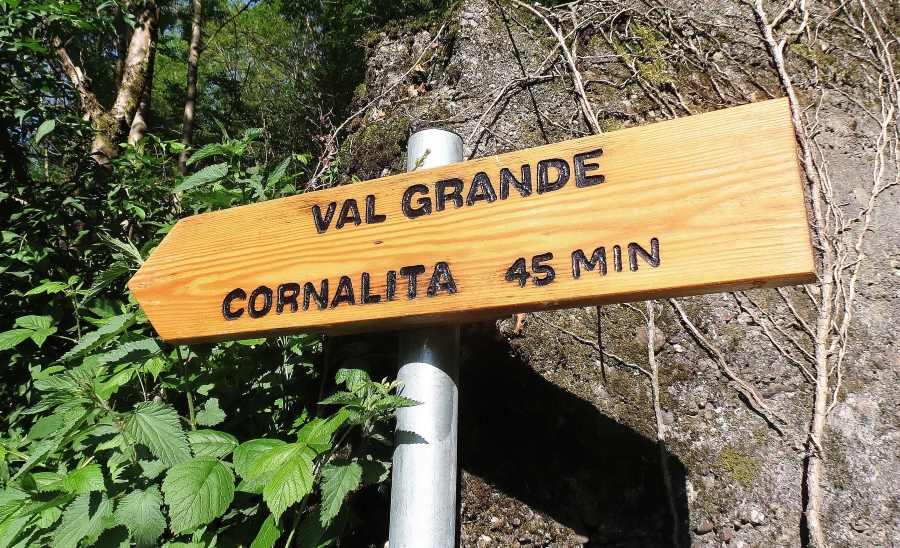 VAL GRANDE
CORNALITA 45 MIN